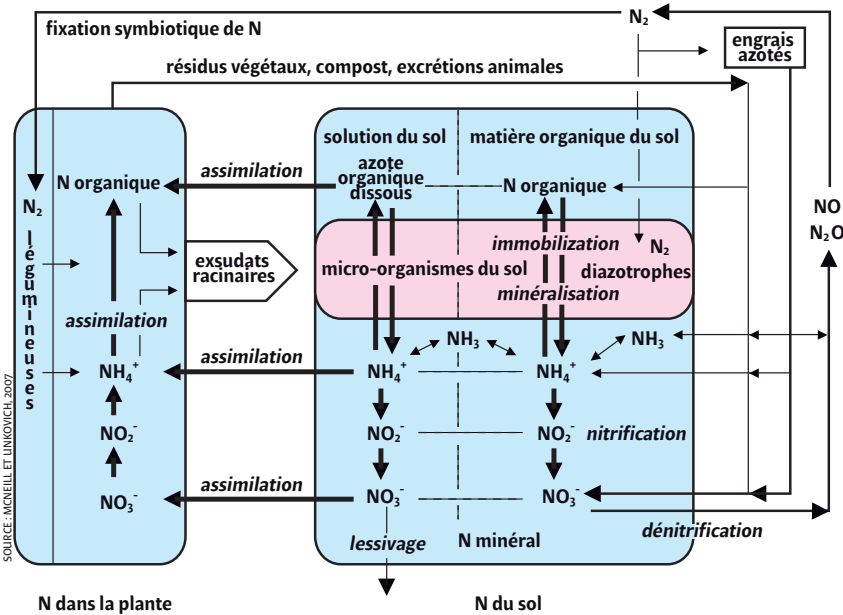 N₂
fixation symbiotique de N
engrais
azotés
résidus végétaux, compost, excrétions animales
solution du sol
matière organique du sol
assimilation
azote
organique
dissous
N organique
N organique
N₂
légumineuses
NO
N₂O
immobilization
N₂
exsudats
racinaires
micro-organismes du sol
diazotrophes
minéralisation
assimilation
NH₃
NH₃
assimilation
NH₄⁺
NH₄⁺
NH₄⁺
NO₂⁻
NO₂⁻
NO₂⁻
nitrification
assimilation
NO₃⁻
NO₃⁻
NO₃⁻
lessivage
N minéral
dénitrification
SOURCE : MCNEILL ET UNKOVICH, 2007
N dans la plante
N du sol